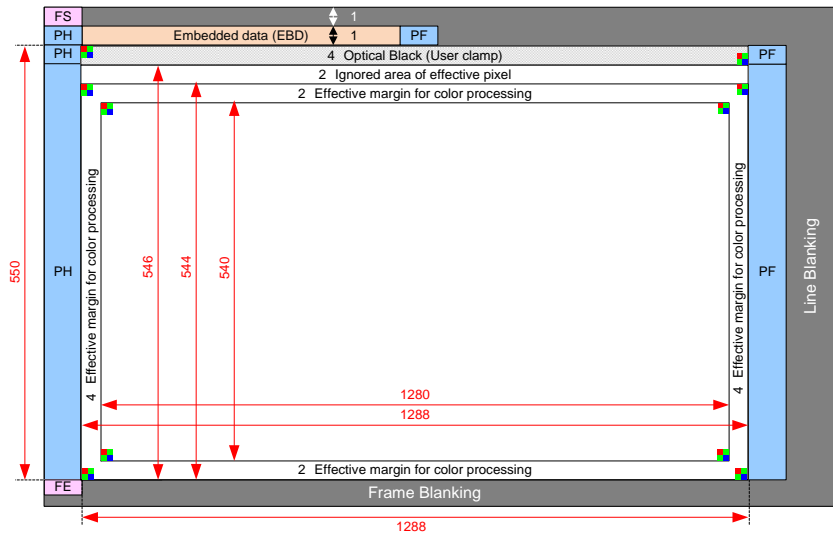 FS
1
PH
Embedded data (EBD)
1
PF
PH
4 Optical Black (User clamp)
PF
2 Ignored area of effective pixel
2 Effective margin for color processing
550
PH
4 Effective margin for color processing
546
544
540
4 Effective margin for color processing
PF
Line Blanking
1280
1288
2 Effective margin for color processing
FE
Frame Blanking
1288